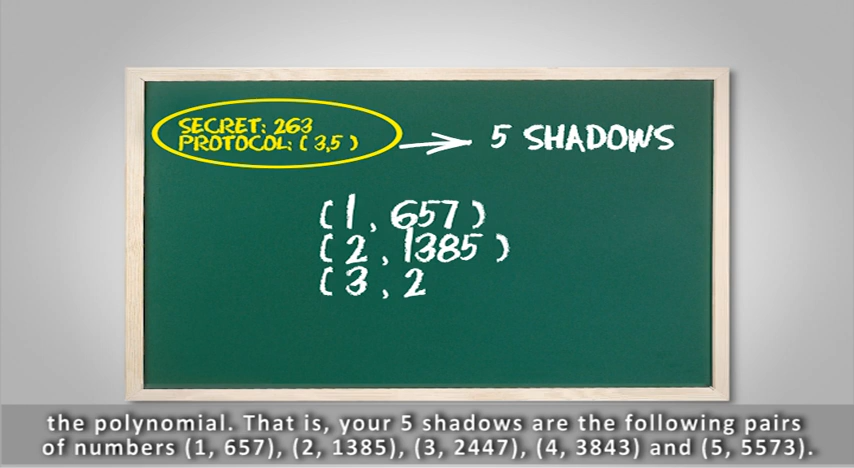 SECRET: 263
PROTOCOL: ( 3,5 )
5 SHADOWS
( 1 , 657 )
( 2 , 1385 )
( 3 , 2
the polynomial. That is, your 5 shadows are the following pairs
of numbers (1, 657), (2, 1385), (3, 2447), (4, 3843) and (5, 5573).